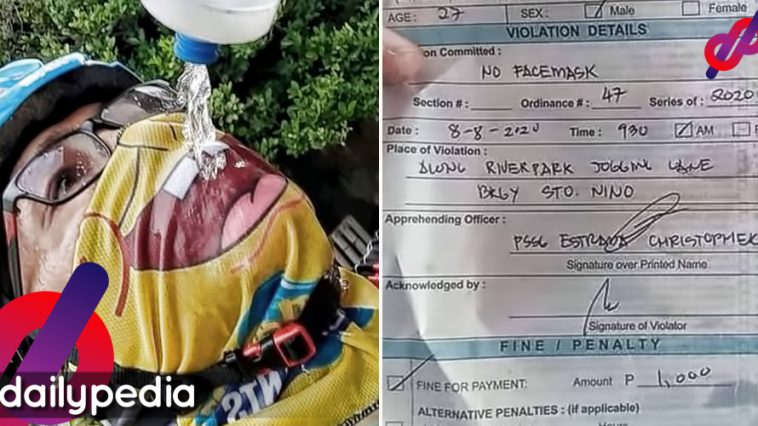 dailypedia
AGE: 27 SEX: Male Female
VIOLATION DETAILS
on Committed :
NO FACEMASK
Section #: Ordinance #: 47 Series of: 2020
Date : 8-8-2020 Time : 930 AM
Place of Violation :
ALONG RIVERPARK JOGGING LANE
BRGY STO. NINO
Apprehending Officer :
PSSG ESTRADA CHRISTOPHER
Signature over Printed Name
Acknowledged by :
Signature of Violator
FINE / PENALTY
FINE FOR PAYMENT: Amount P 1,000
ALTERNATIVE PENALTIES : (if applicable)